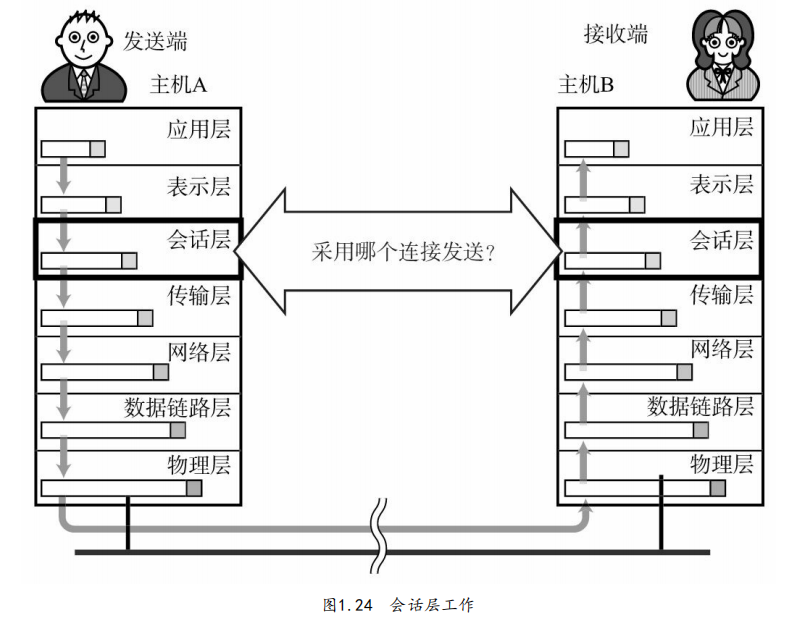 发送端
主机A
应用层
表示层
会话层
传输层
网络层
数据链路层
物理层
采用哪个连接发送?
接收端
主机B
应用层
表示层
会话层
传输层
网络层
数据链路层
物理层
图1.24 会话层工作